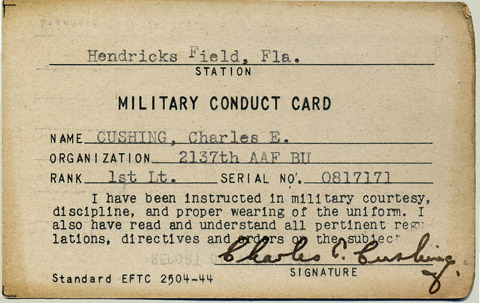 Hendricks Field, Fla.
STATION
MILITARY CONDUCT CARD
NAME CUSHING, Charles E.
ORGANIZATION 2137th AAF BU
RANK 1st Lt. SERIAL NO. 0817171
I have been instructed in military courtesy,
discipline, and proper wearing of the uniform. I
also have read and understand all pertinent regu
lations, directives and orders on the subject
Charles E. Cushing
SIGNATURE
Standard EFTC 2504-44